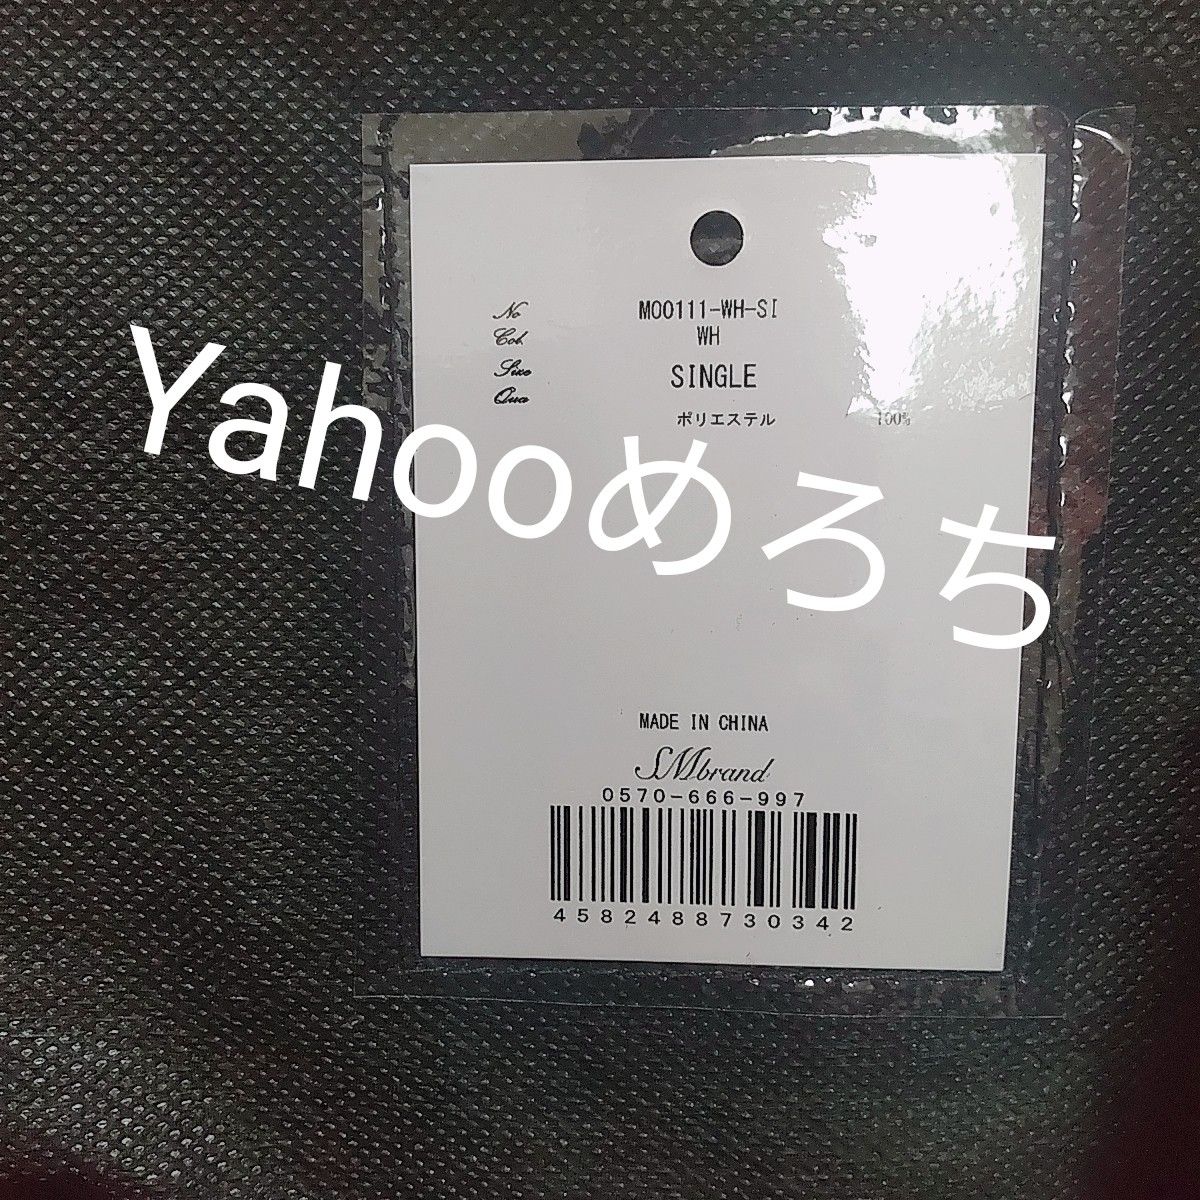 No M00111-WH-SI
Col. WH
Size SINGLE
Qua ポリエステル 100%
Yahooめろち
MADE IN CHINA
SMbrand
0570-666-997
4582488730342